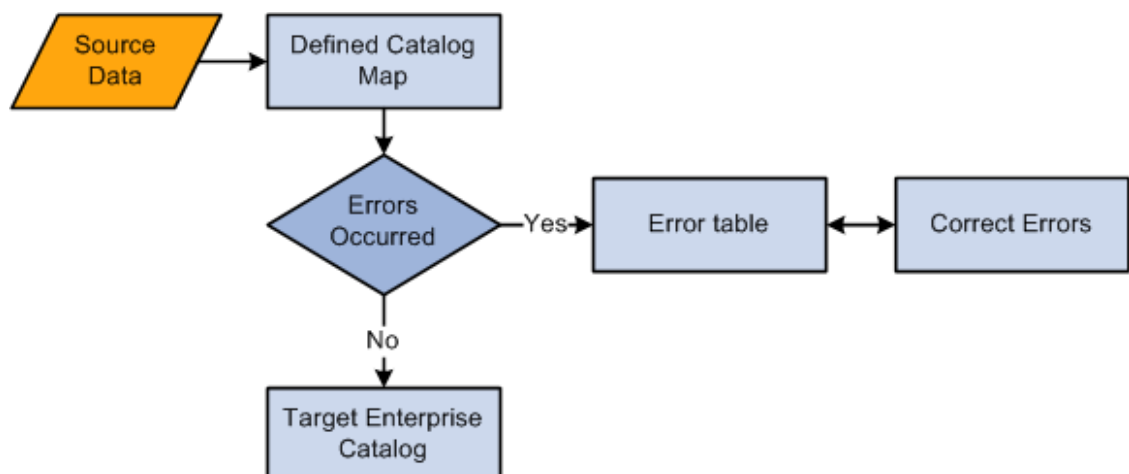 Source
Data
Defined Catalog
Map
Errors
Occurred
Yes
Error table
Correct Errors
No
Target Enterprise
Catalog